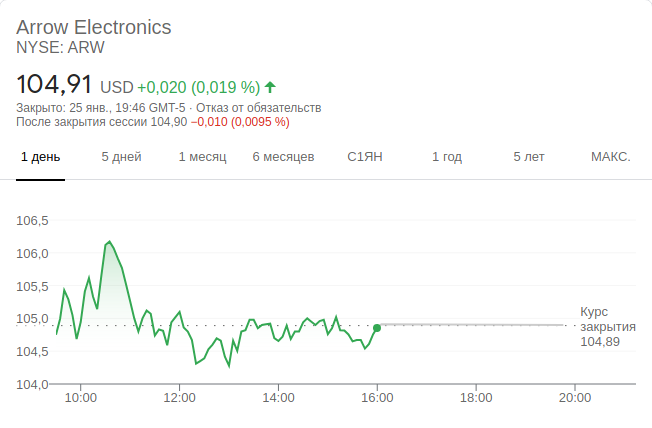 Arrow Electronics
NYSE: ARW
104,91 USD +0,020 (0,019 %)
Закрыто: 25 янв., 19:46 GMT-5 · Отказ от обязательств
После закрытия сессии 104,90 −0,010 (0,0095 %)
1 день 5 дней 1 месяц 6 месяцев С1ЯН 1 год 5 лет МАКС.
106,5
106,0
105,5
105,0
104,5
104,0
Курс
закрытия
104,89
10:00 12:00 14:00 16:00 18:00 20:00